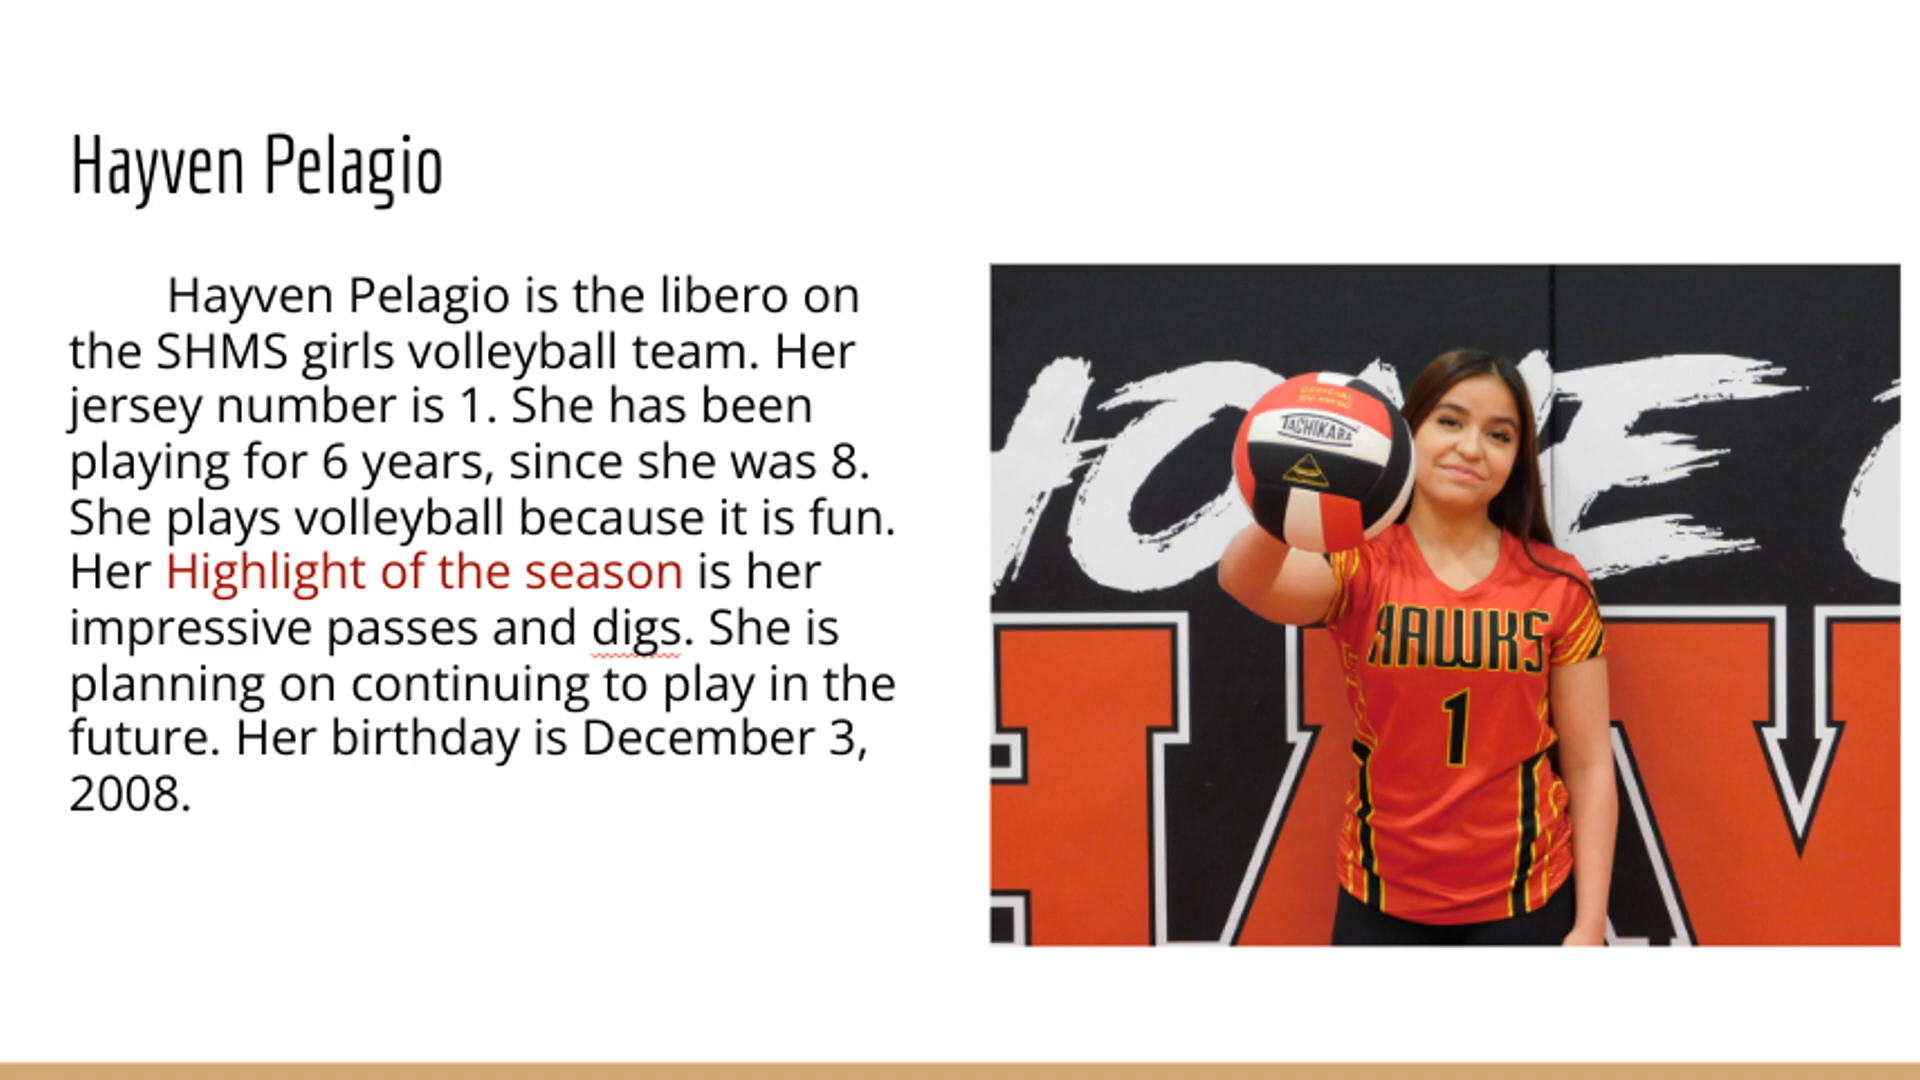 Hayven Pelagio
Hayven Pelagio is the libero on
the SHMS girls volleyball team. Her
jersey number is 1. She has been
playing for 6 years, since she was 8.
She plays volleyball because it is fun.
Her Highlight of the season is her
impressive passes and digs. She is
planning on continuing to play in the
future. Her birthday is December 3,
2008.
OFFICIAL
TACHIKARA
HAWKS
1